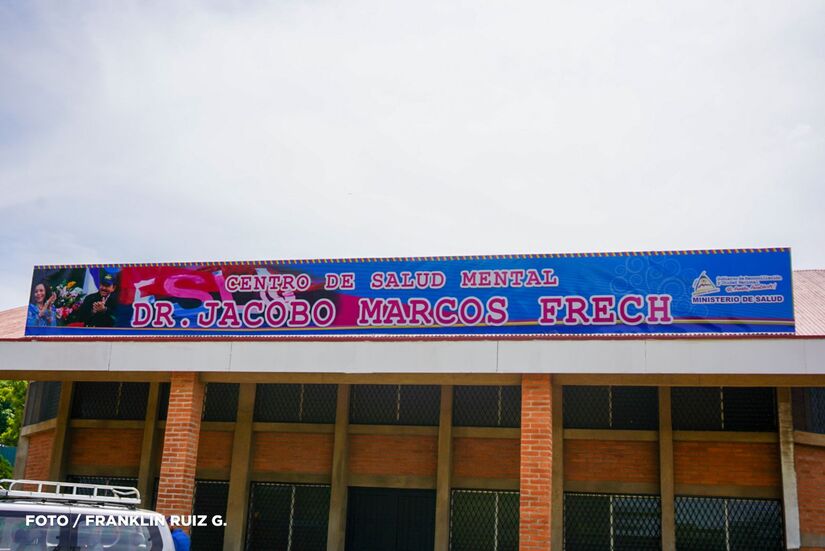 CENTRO DE SALUD MENTAL
DR. JACOBO MARCOS FRECH
MINISTERIO DE SALUD
FOTO / FRANKLIN RUIZ G.